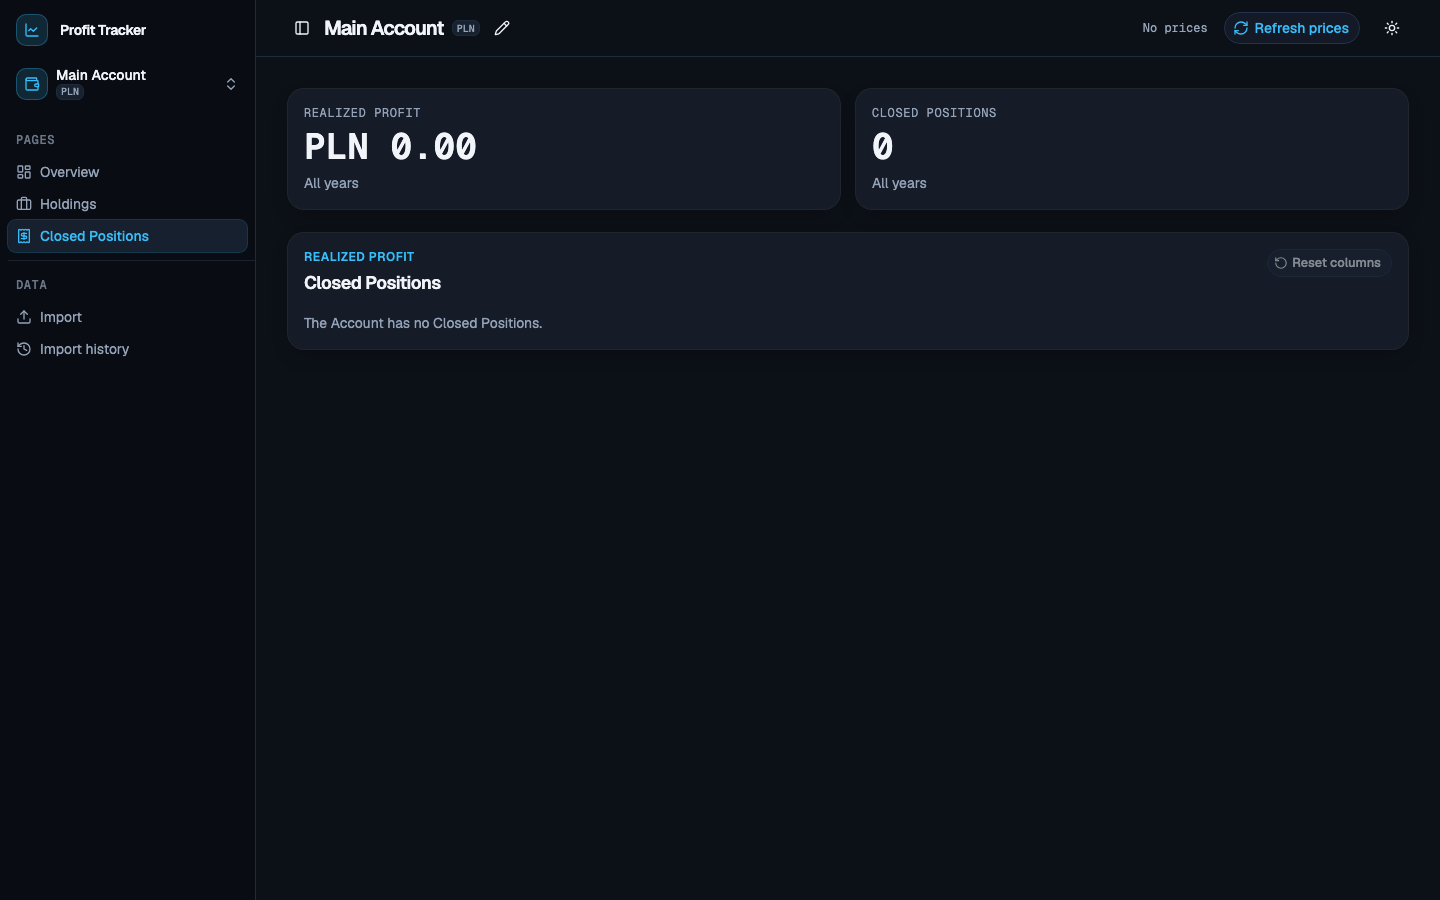 Profit Tracker
Main Account
PLN
PAGES
Overview
Holdings
Closed Positions
DATA
Import
Import history
Main Account PLN
No prices
Refresh prices
REALIZED PROFIT
PLN 0.00
All years
CLOSED POSITIONS
0
All years
REALIZED PROFIT
Closed Positions
Reset columns
The Account has no Closed Positions.